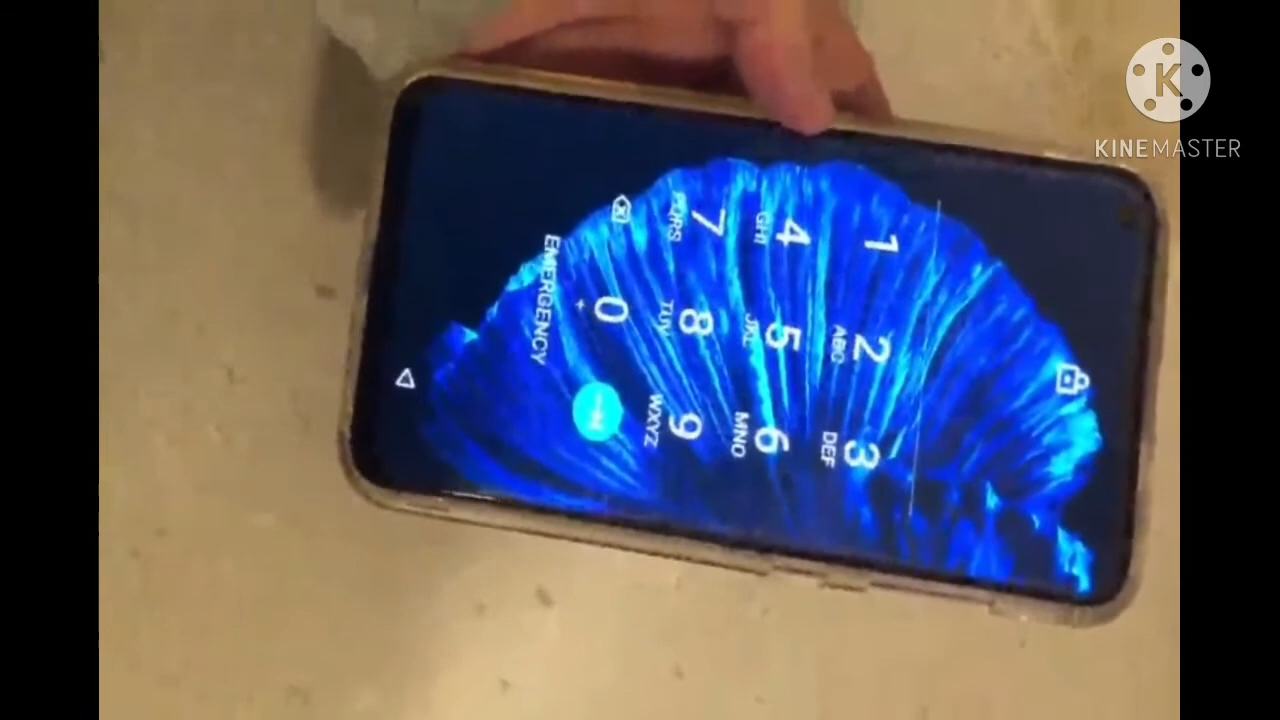 1
2 ABC
3 DEF
4 GHI
5 JKL
6 MNO
7 PQRS
8 TUV
9 WXYZ
0 +
EMERGENCY
K
KINEMASTER